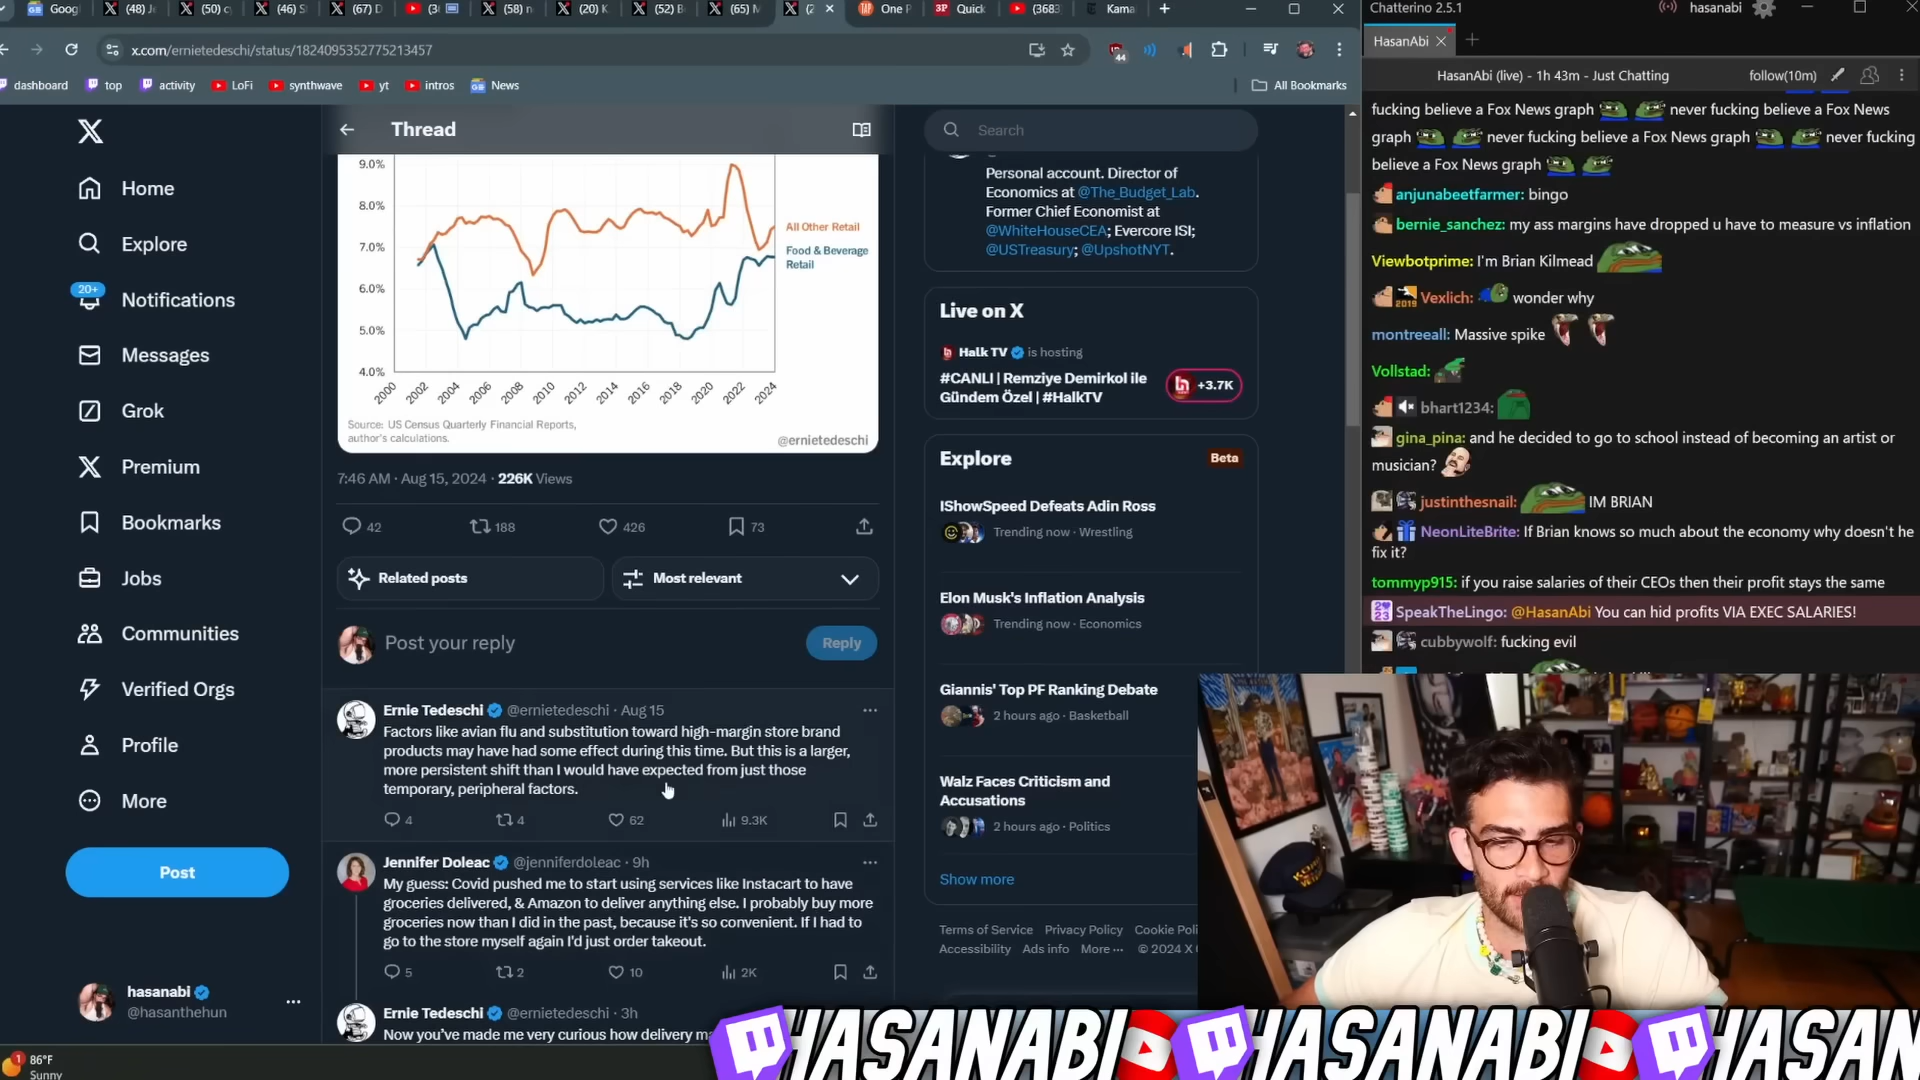 Goog
(48) J
(50) c
(46) S
(67) D
(58) n
(20) K
(52) B
(65) M
One P
Quick
(3683
Kama
x.com/ernietedeschi/status/1824095352775213457
44
dashboard
top
activity
LoFi
synthwave
yt
intros
News
All Bookmarks
Home
Explore
20+
Notifications
Messages
Grok
Premium
Bookmarks
Jobs
Communities
Verified Orgs
Profile
More
Post
hasanabi
@hasanthehun
86°F
Sunny
Thread
9.0%
8.0%
7.0%
6.0%
5.0%
4.0%
All Other Retail
Food & Beverage
Retail
2000 2002 2004 2006 2008 2010 2012 2014 2016 2018 2020 2022 2024
Source: US Census Quarterly Financial Reports,
author's calculations.
@ernietedeschi
7:46 AM · Aug 15, 2024 · 226K Views
42 188 426 73
Related posts
Most relevant
Post your reply
Reply
Ernie Tedeschi @ernietedeschi · Aug 15
Factors like avian flu and substitution toward high-margin store brand
products may have had some effect during this time. But this is a larger,
more persistent shift than I would have expected from just those
temporary, peripheral factors.
4 4 62 9.3K
Jennifer Doleac @jenniferdoleac · 9h
My guess: Covid pushed me to start using services like Instacart to have
groceries delivered, & Amazon to deliver anything else. I probably buy more
groceries now than I did in the past, because it's so convenient. If I had to
go to the store myself again I'd just order takeout.
5 2 10 2K
Ernie Tedeschi @ernietedeschi · 3h
Now you've made me very curious how delivery
Search
Personal account. Director of
Economics at @The_Budget_Lab.
Former Chief Economist at
@WhiteHouseCEA; Evercore ISI;
@USTreasury; @UpshotNYT.
Live on X
Halk TV is hosting
#CANLI | Remziye Demirkol ile
Gündem Özel | #HalkTV
+3.7K
Explore
Beta
IShowSpeed Defeats Adin Ross
Trending now · Wrestling
Elon Musk's Inflation Analysis
Trending now · Economics
Giannis' Top PF Ranking Debate
2 hours ago · Basketball
Walz Faces Criticism and
Accusations
2 hours ago · Politics
Show more
Terms of Service Privacy Policy Cookie Poli
Accessibility Ads info More ··· © 2024 X
Chatterino 2.5.1
hasanabi
HasanAbi
HasanAbi (live) - 1h 43m - Just Chatting
follow(10m)
fucking believe a Fox News graph never fucking believe a Fox News
graph never fucking believe a Fox News graph never fucking
believe a Fox News graph
anjunabeetfarmer: bingo
bernie_sanchez: my ass margins have dropped u have to measure vs inflation
Viewbotprime: I'm Brian Kilmead
2019 Vexlich: wonder why
montreeall: Massive spike
Vollstad:
bhart1234:
gina_pina: and he decided to go to school instead of becoming an artist or
musician?
justinthesnail: IM BRIAN
NeonLiteBrite: If Brian knows so much about the economy why doesn't he
fix it?
tommyp915: if you raise salaries of their CEOs then their profit stays the same
SpeakTheLingo: @HasanAbi You can hid profits VIA EXEC SALARIES!
cubbywolf: fucking evil
HASANABI HASANABI HASAN